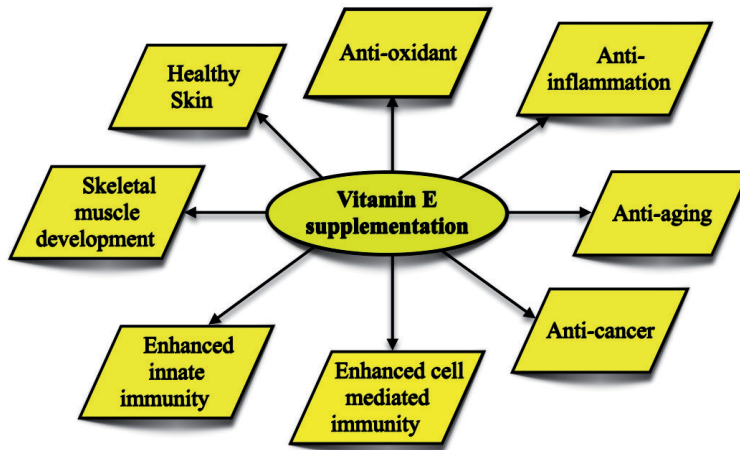 Healthy
Skin
Anti-oxidant
Anti-
inflammation
Skeletal
muscle
development
Vitamin E
supplementation
Anti-aging
Enhanced
innate
immunity
Enhanced cell
mediated
immunity
Anti-cancer